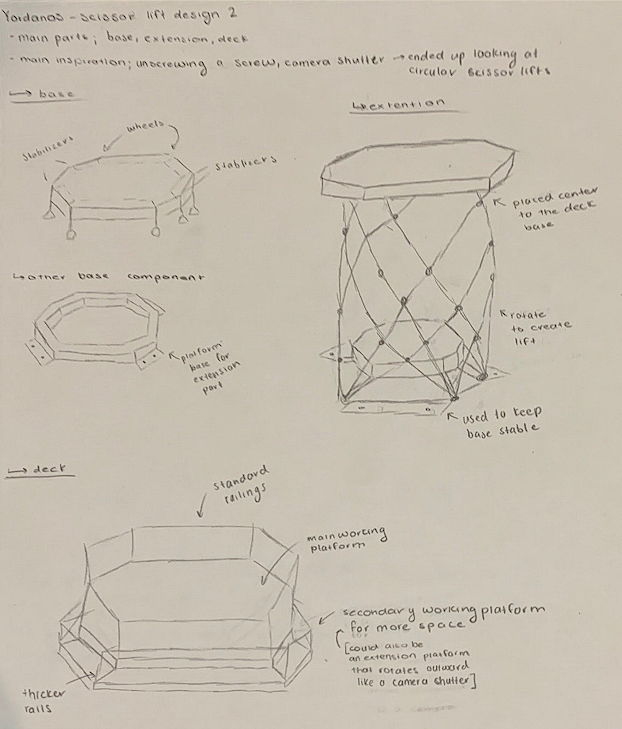 Yordanos - scissor lift design 2
- main parts; base, extension, deck
- main inspiration; unscrewing a screw, camera shutter → ended up looking at
circular scissor lifts
↳ base
stabilizers
wheels
stablisers
↳ other base component
platform
base for
extension
part
↳ extention
placed center
to the deck
base
rotate
to create
lift
used to keep
base stable
↳ deck
standard
railings
main working
platform
secondary working platform
for more space
[could also be
an extension platform
that rotates outward
like a camera shutter]
thicker
rails